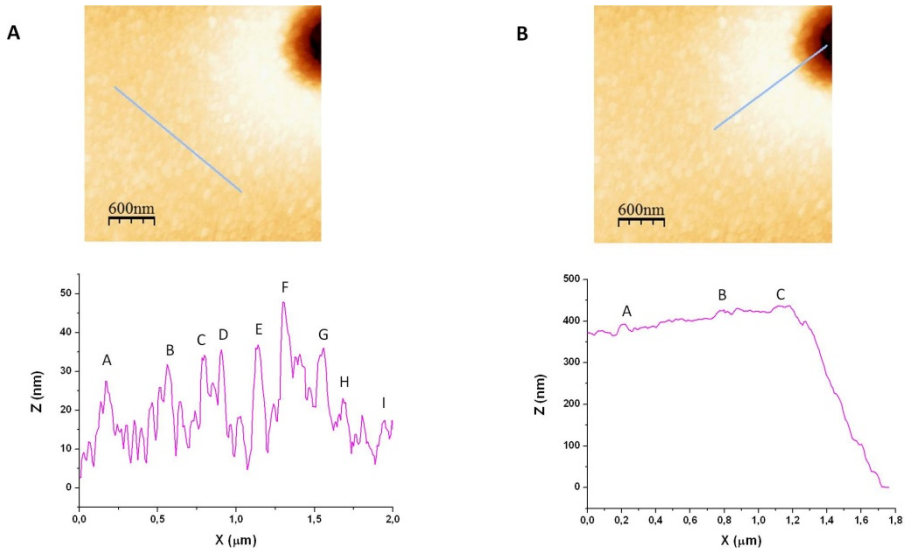 A
600nm
B
600nm
50
40
30
20
10
0
Z (nm)
A
B
C
D
E
F
G
H
I
0,0
0,5
1,0
1,5
2,0
X (μm)
500
400
400
300
100
0
Z (nm)
A
B
C
0,0
0,2
0,4
0,6
0,8
1,0
1,2
1,4
1,6
1,8
X (μm)